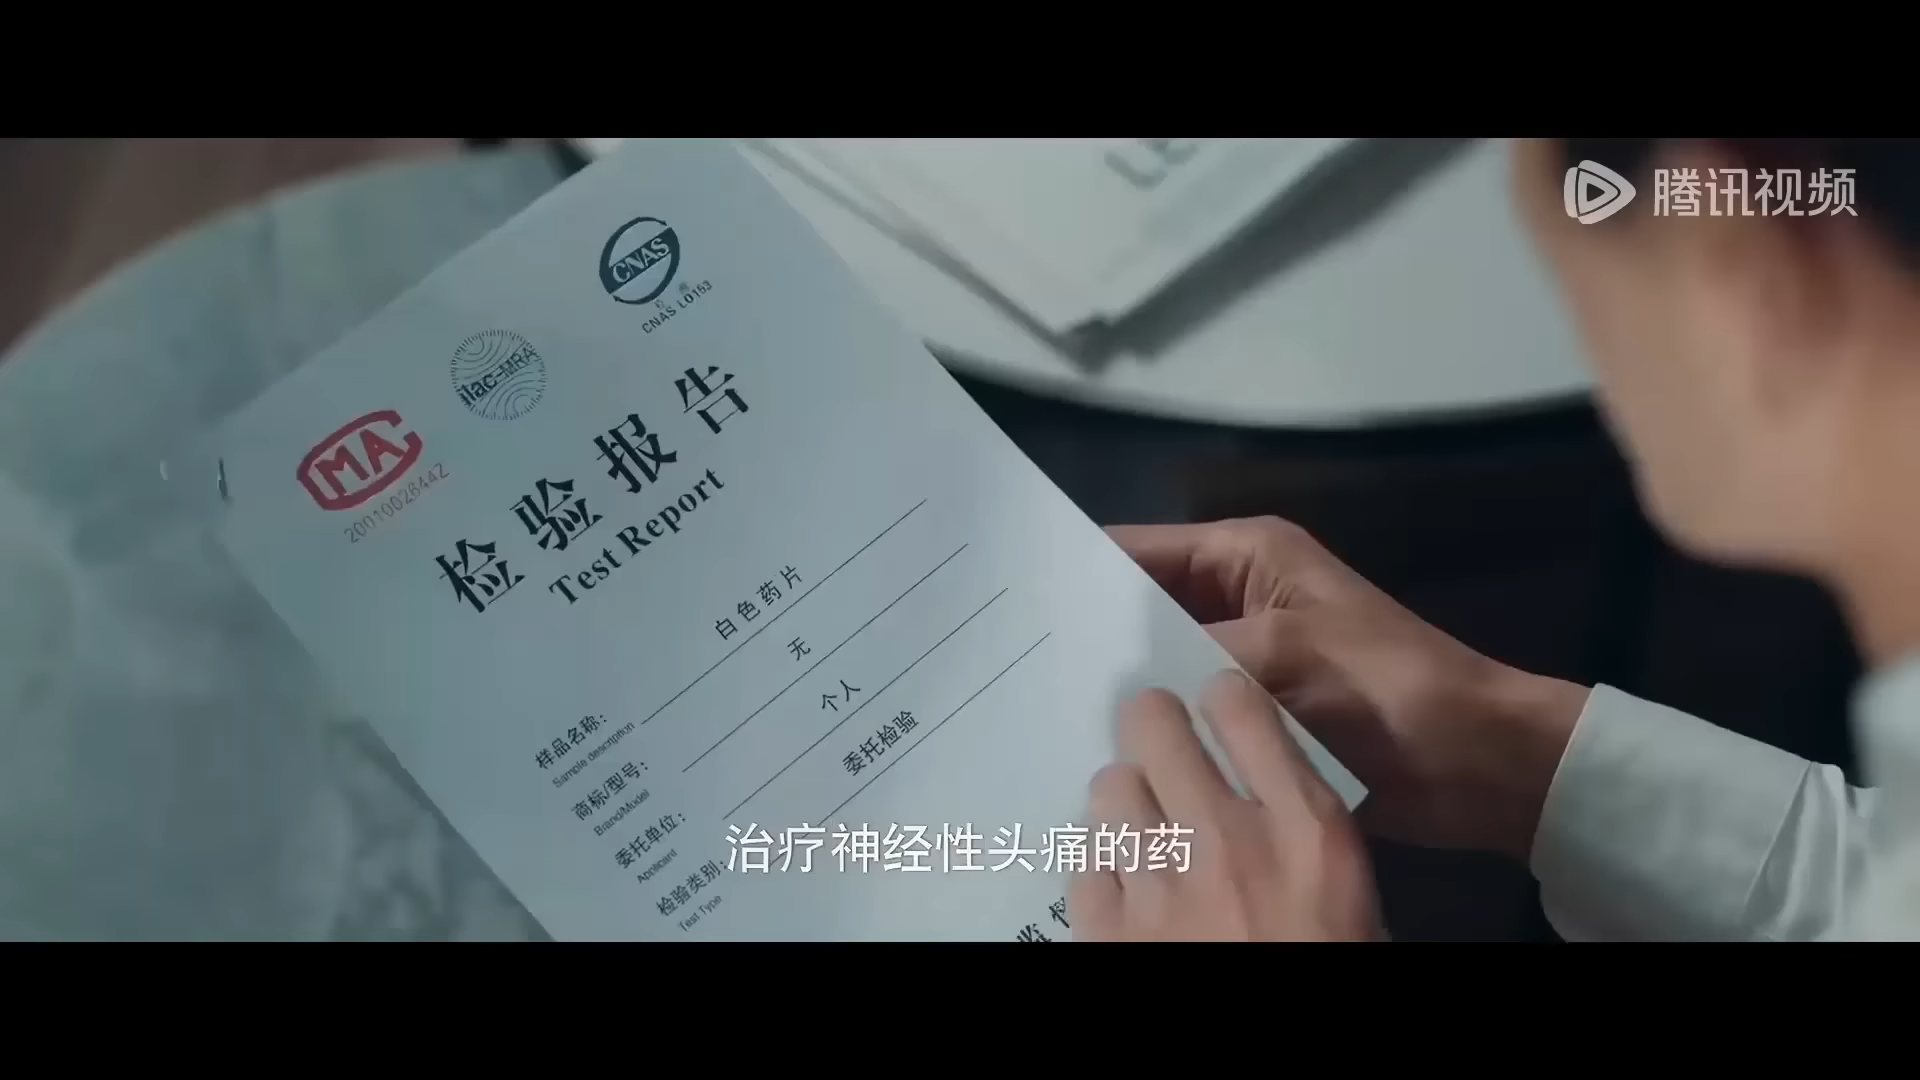 腾讯视频
CNAS
CNAS L0153
ilac-MRA
MA
200100262442
检验报告
Test Report
样品名称: 白色药片
Sample description
商标/型号: 无
Brand/Model
委托单位: 个人
Applicant
检验类别: 委托检验
Test Type
治疗神经性头痛的药